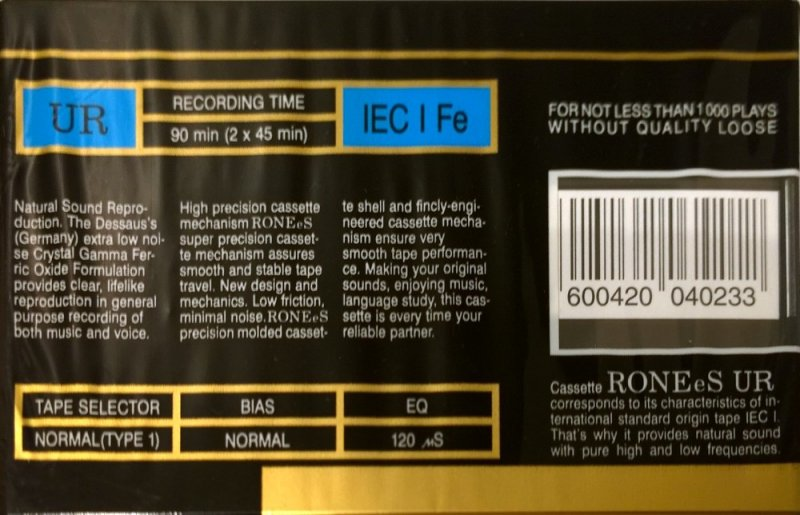 UR
RECORDING TIME
90 min (2 x 45 min)
IEC I Fe
FOR NOT LESS THAN 1 000 PLAYS
WITHOUT QUALITY LOOSE
Natural Sound Repro-
duction. The Dessaus's
(Germany) extra low noi-
se Crystal Gamma Fer-
ric Oxide Formulation
provides clear, lifelike
reproduction in general
purpose recording of
both music and voice.
High precision cassette
mechanism RONEeS
super precision casset-
te mechanism assures
smooth and stable tape
travel. New design and
mechanics. Low friction,
minimal noise.RONEeS
precision molded casset-
te shell and fincly-engi-
neered cassette mecha-
nism ensure very
smooth tape performan-
ce. Making your original
sounds, enjoying music,
language study, this cas-
sette is every time your
reliable partner.
600420 040233
Cassette RONEeS UR
corresponds to its characteristics of in-
ternational standard origin tape IEC I.
That's why it provides natural sound
with pure high and low frequencies.
TAPE SELECTOR
BIAS
EQ
NORMAL(TYPE 1)
NORMAL
120 µS